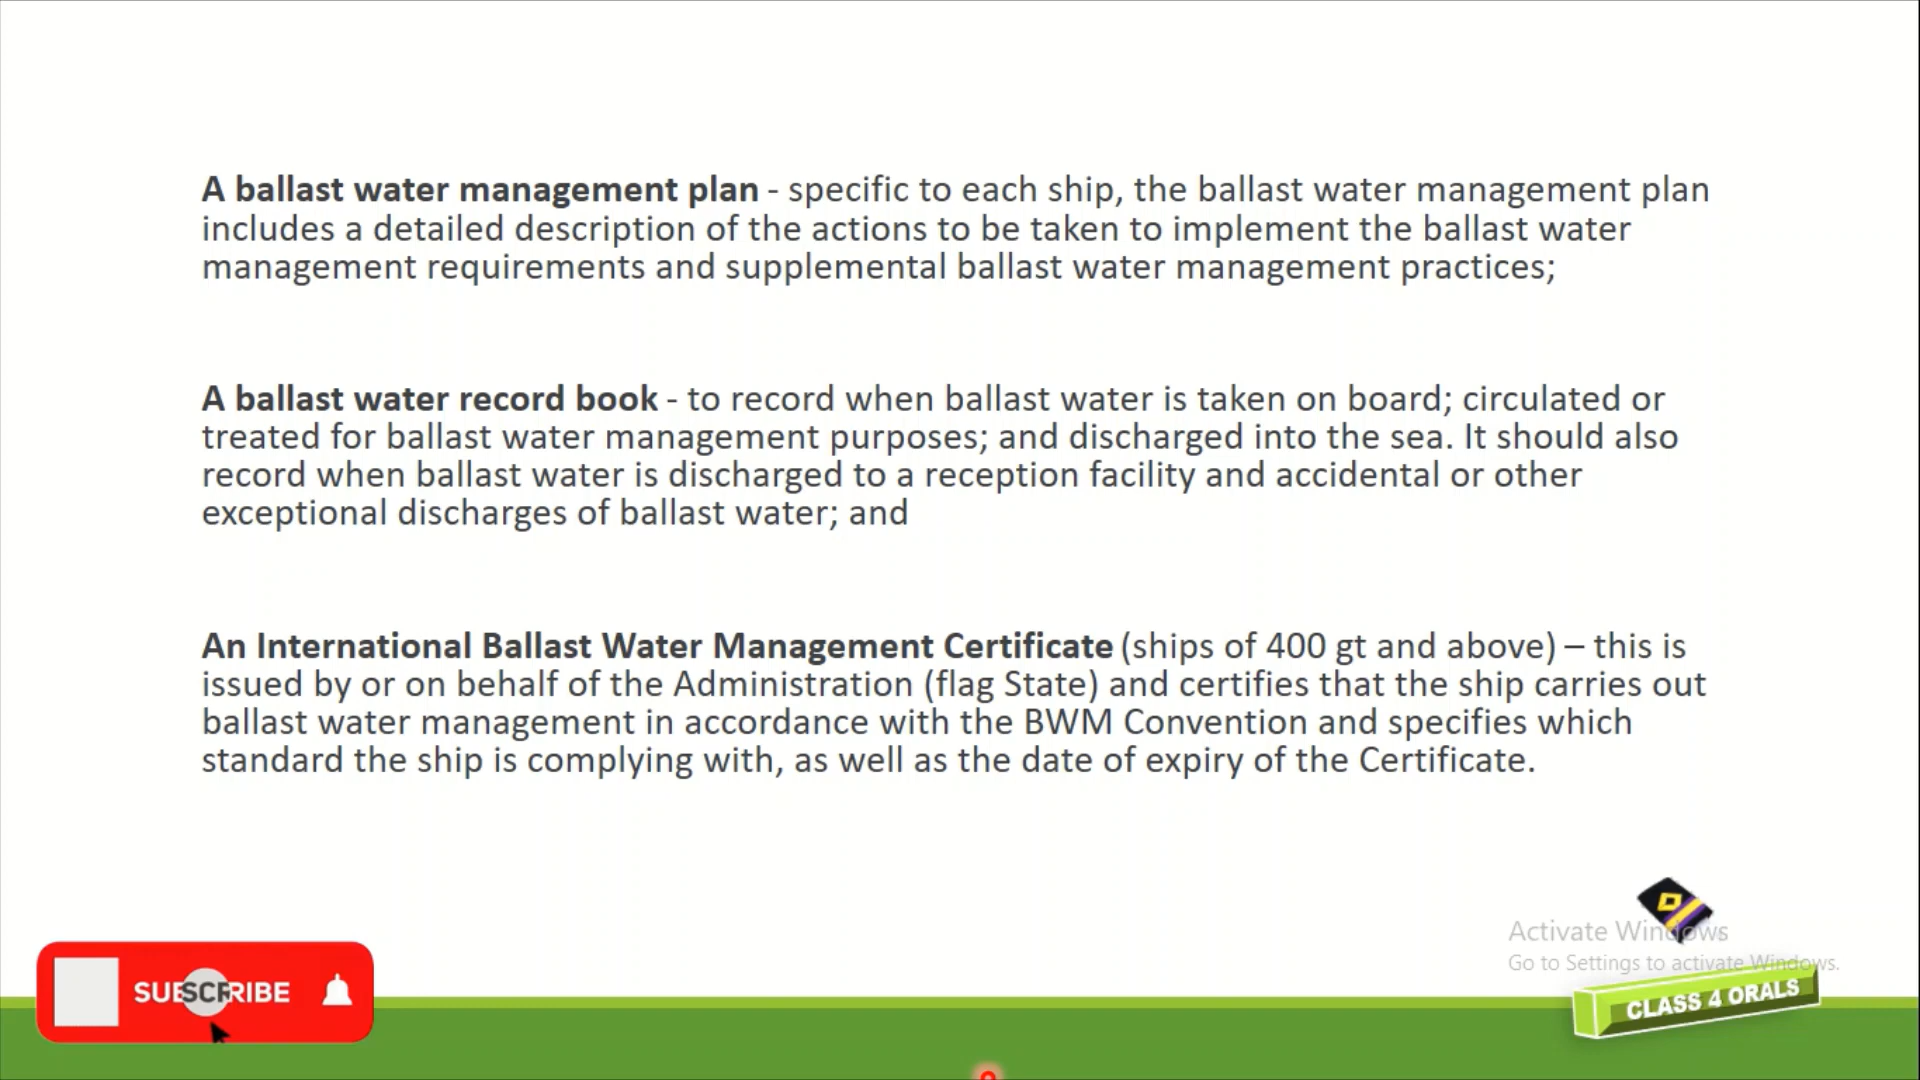 A ballast water management plan - specific to each ship, the ballast water management plan
includes a detailed description of the actions to be taken to implement the ballast water
management requirements and supplemental ballast water management practices;
A ballast water record book - to record when ballast water is taken on board; circulated or
treated for ballast water management purposes; and discharged into the sea. It should also
record when ballast water is discharged to a reception facility and accidental or other
exceptional discharges of ballast water; and
An International Ballast Water Management Certificate (ships of 400 gt and above) – this is
issued by or on behalf of the Administration (flag State) and certifies that the ship carries out
ballast water management in accordance with the BWM Convention and specifies which
standard the ship is complying with, as well as the date of expiry of the Certificate.
Activate Windows
Go to Settings to activate Windows.
SUBSCRIBE
CLASS 4 ORALS